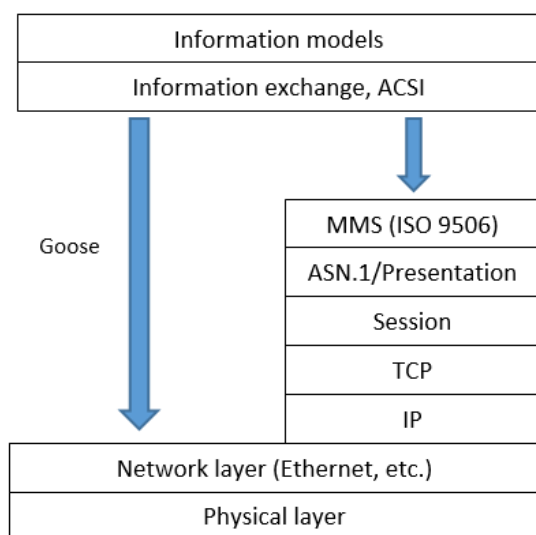 Information models
Information exchange, ACSI
Goose
MMS (ISO 9506)
ASN.1/Presentation
Session
TCP
IP
Network layer (Ethernet, etc.)
Physical layer